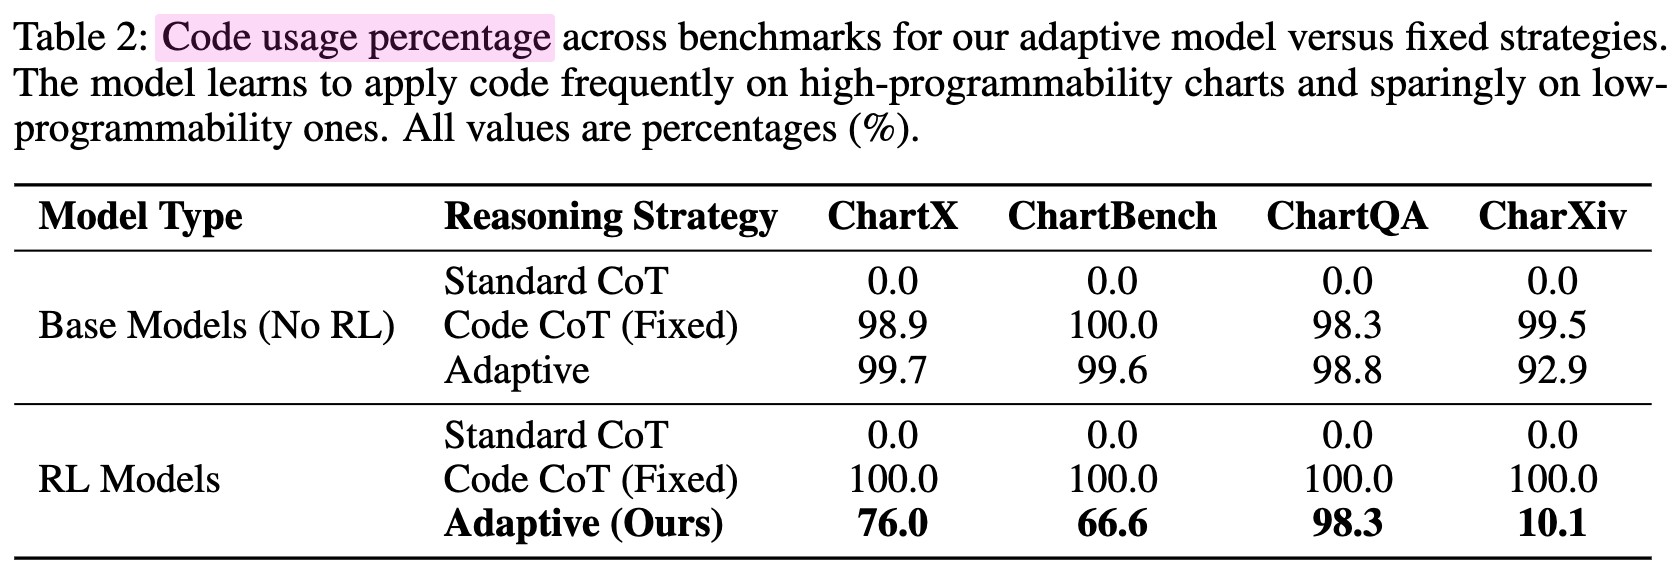 Table 2: Code usage percentage across benchmarks for our adaptive model versus fixed strategies.
The model learns to apply code frequently on high-programmability charts and sparingly on low-
programmability ones. All values are percentages (%).
Model Type Reasoning Strategy ChartX ChartBench ChartQA CharXiv
Standard CoT 0.0 0.0 0.0 0.0
Base Models (No RL) Code CoT (Fixed) 98.9 100.0 98.3 99.5
Adaptive 99.7 99.6 98.8 92.9
Standard CoT 0.0 0.0 0.0 0.0
RL Models Code CoT (Fixed) 100.0 100.0 100.0 100.0
Adaptive (Ours) 76.0 66.6 98.3 10.1